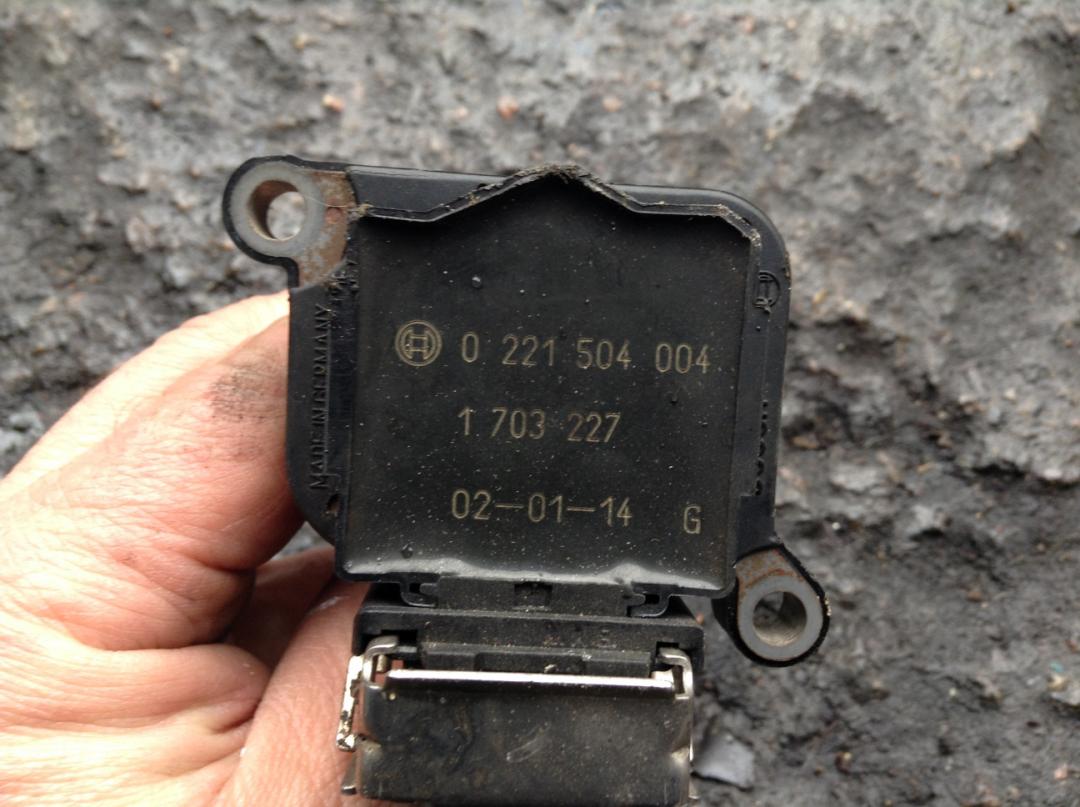 0 221 504 004
1 703 227
02-01-14 G
MADE IN GERMANY